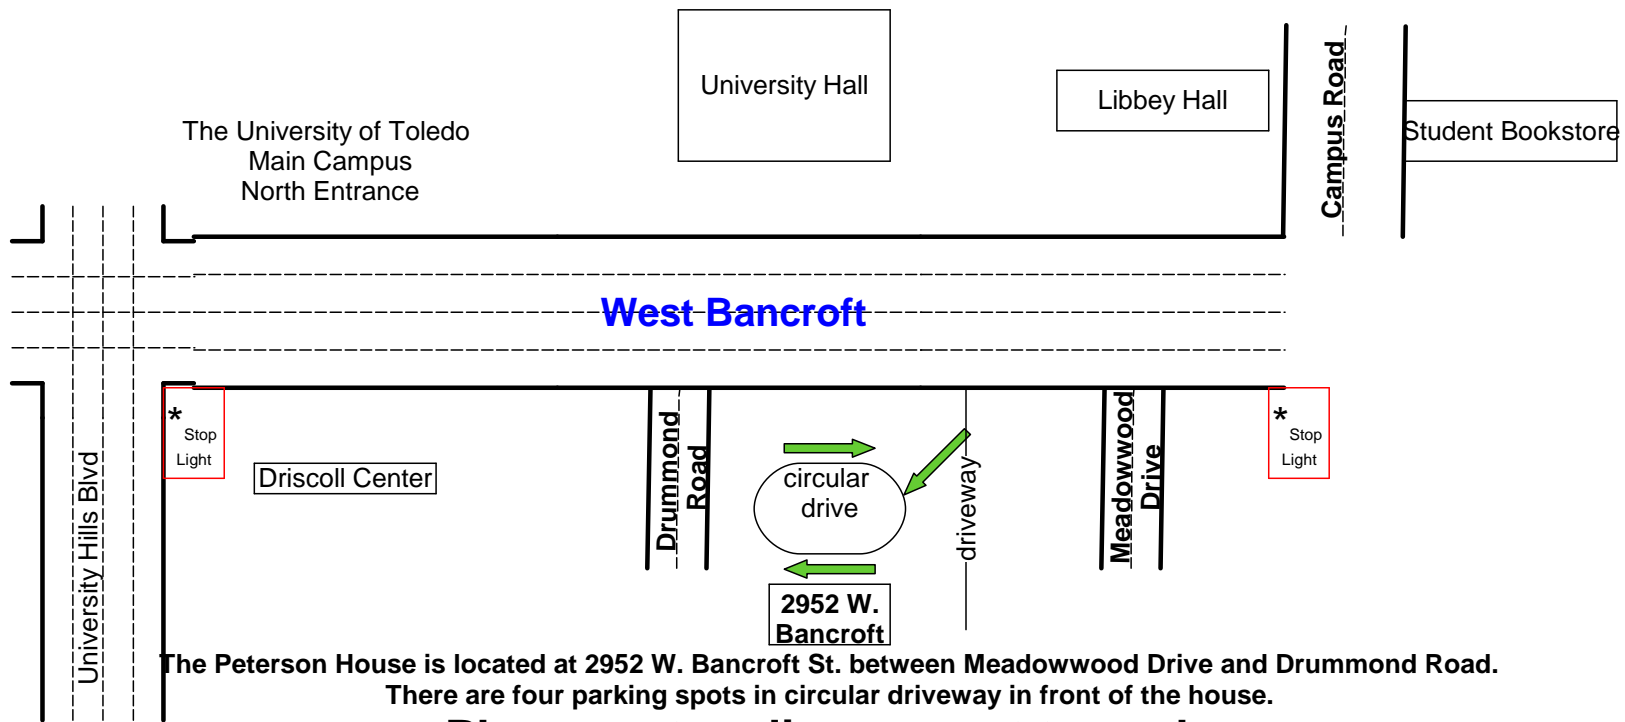 University Hall
Libbey Hall
Campus Road
Student Bookstore
The University of Toledo
Main Campus
North Entrance
West Bancroft
*
Stop
Light
University Hills Blvd
Driscoll Center
Drummond
Road
circular
drive
driveway
Meadowwood
Drive
*
Stop
Light
2952 W.
Bancroft
The Peterson House is located at 2952 W. Bancroft St. between Meadowwood Drive and Drummond Road.
There are four parking spots in circular driveway in front of the house.